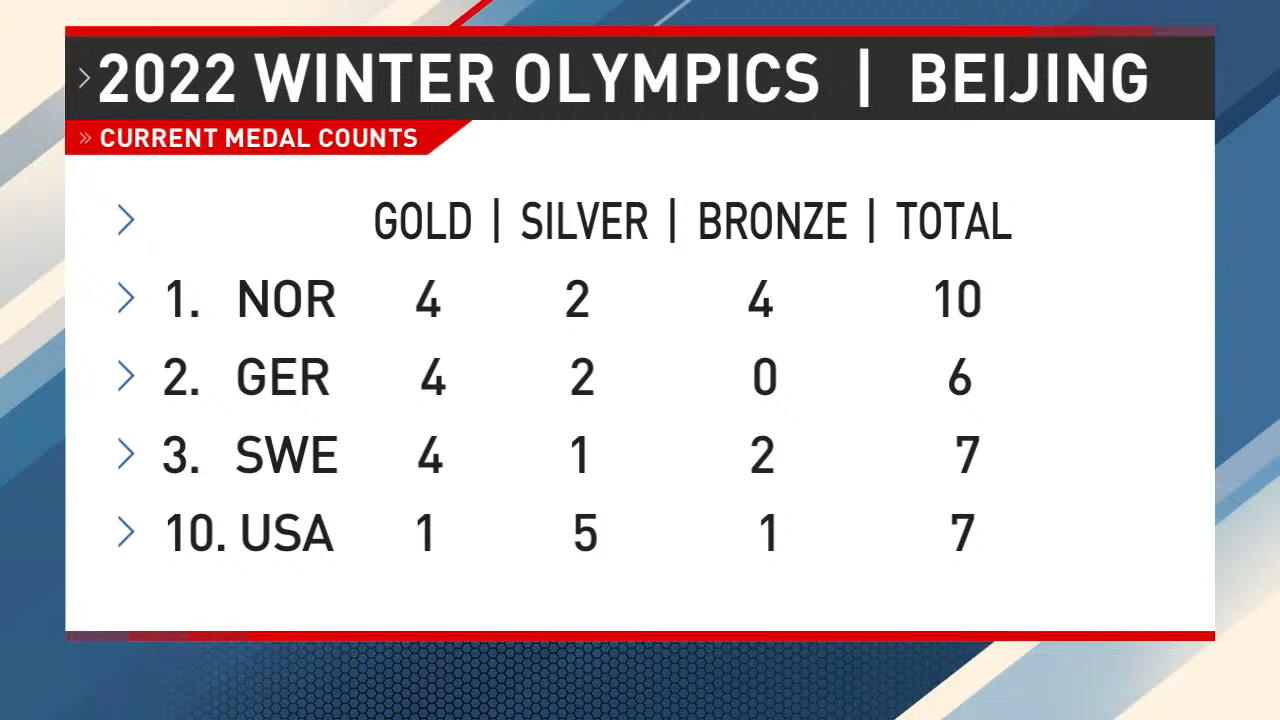 2022 WINTER OLYMPICS | BEIJING
CURRENT MEDAL COUNTS
GOLD | SILVER | BRONZE | TOTAL
1. NOR 4 2 4 10
2. GER 4 2 0 6
3. SWE 4 1 2 7
10. USA 1 5 1 7